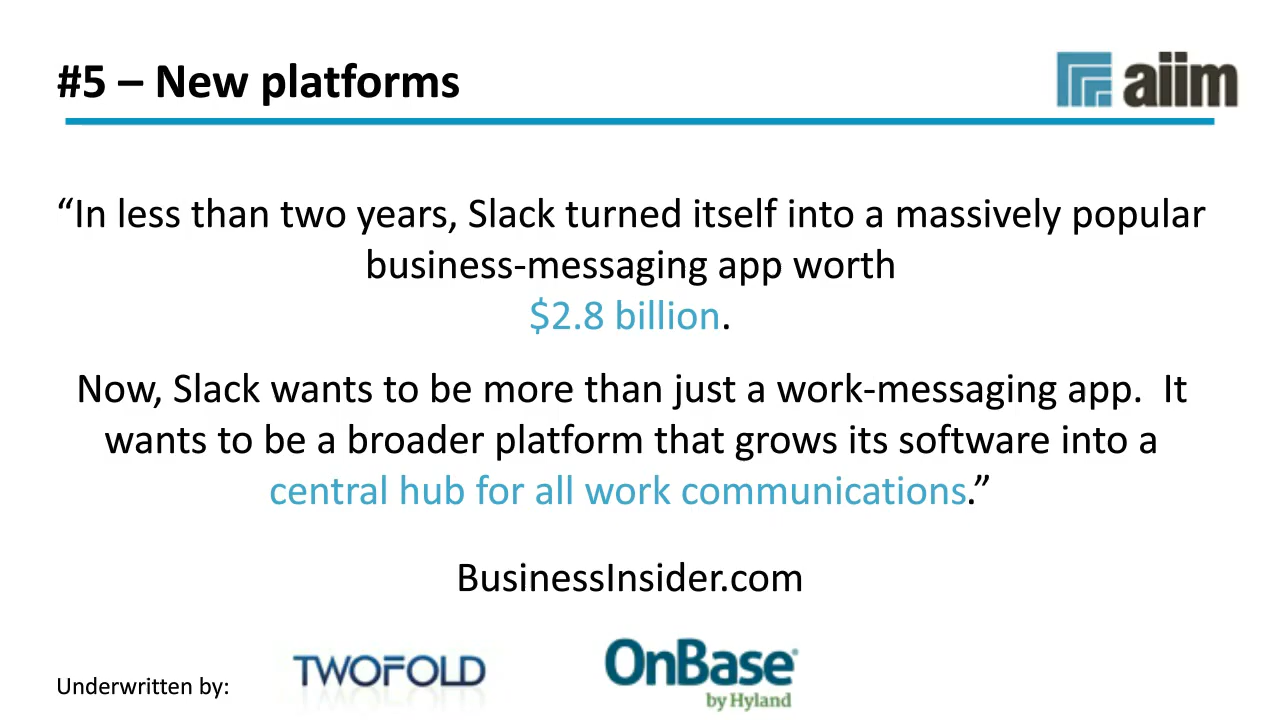 #5 – New platforms
aiim
“In less than two years, Slack turned itself into a massively popular
business-messaging app worth
$2.8 billion.
Now, Slack wants to be more than just a work-messaging app.  It
wants to be a broader platform that grows its software into a
central hub for all work communications.”
BusinessInsider.com
Underwritten by:
TWOFOLD
OnBase®
by Hyland